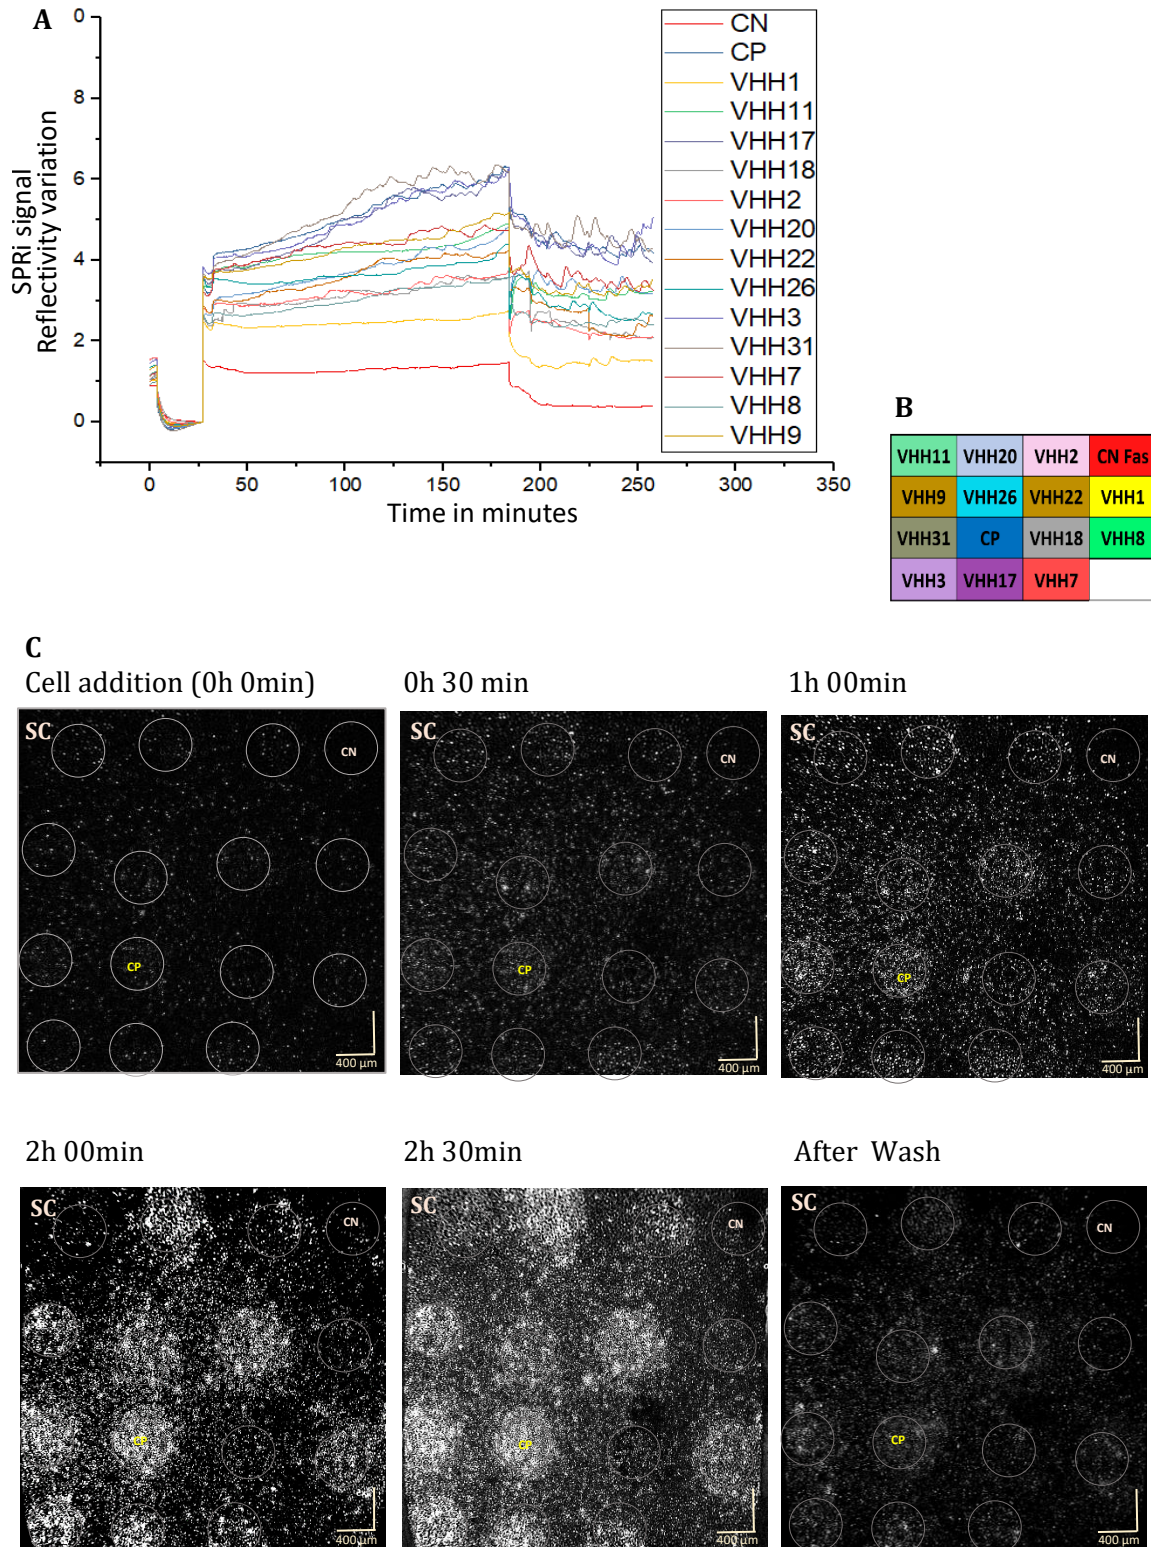 A
SPRi signal
Reflectivity variation
0
8
6
4
2
0
0 50 100 150 200 250 300 350
Time in minutes
CN
CP
VHH1
VHH11
VHH17
VHH18
VHH2
VHH20
VHH22
VHH26
VHH3
VHH31
VHH7
VHH8
VHH9
B
VHH11 VHH20 VHH2 CN Fas
VHH9 VHH26 VHH22 VHH1
VHH31 CP VHH18 VHH8
VHH3 VHH17 VHH7
C
Cell addition (0h 0min)
SC
CN
CP
400 µm
0h 30 min
SC
CN
CP
400 µm
1h 00min
SC
CN
CP
400 µm
2h 00min
SC
CN
CP
400 µm
2h 30min
SC
CN
CP
400 µm
After Wash
SC
CN
CP
400 µm